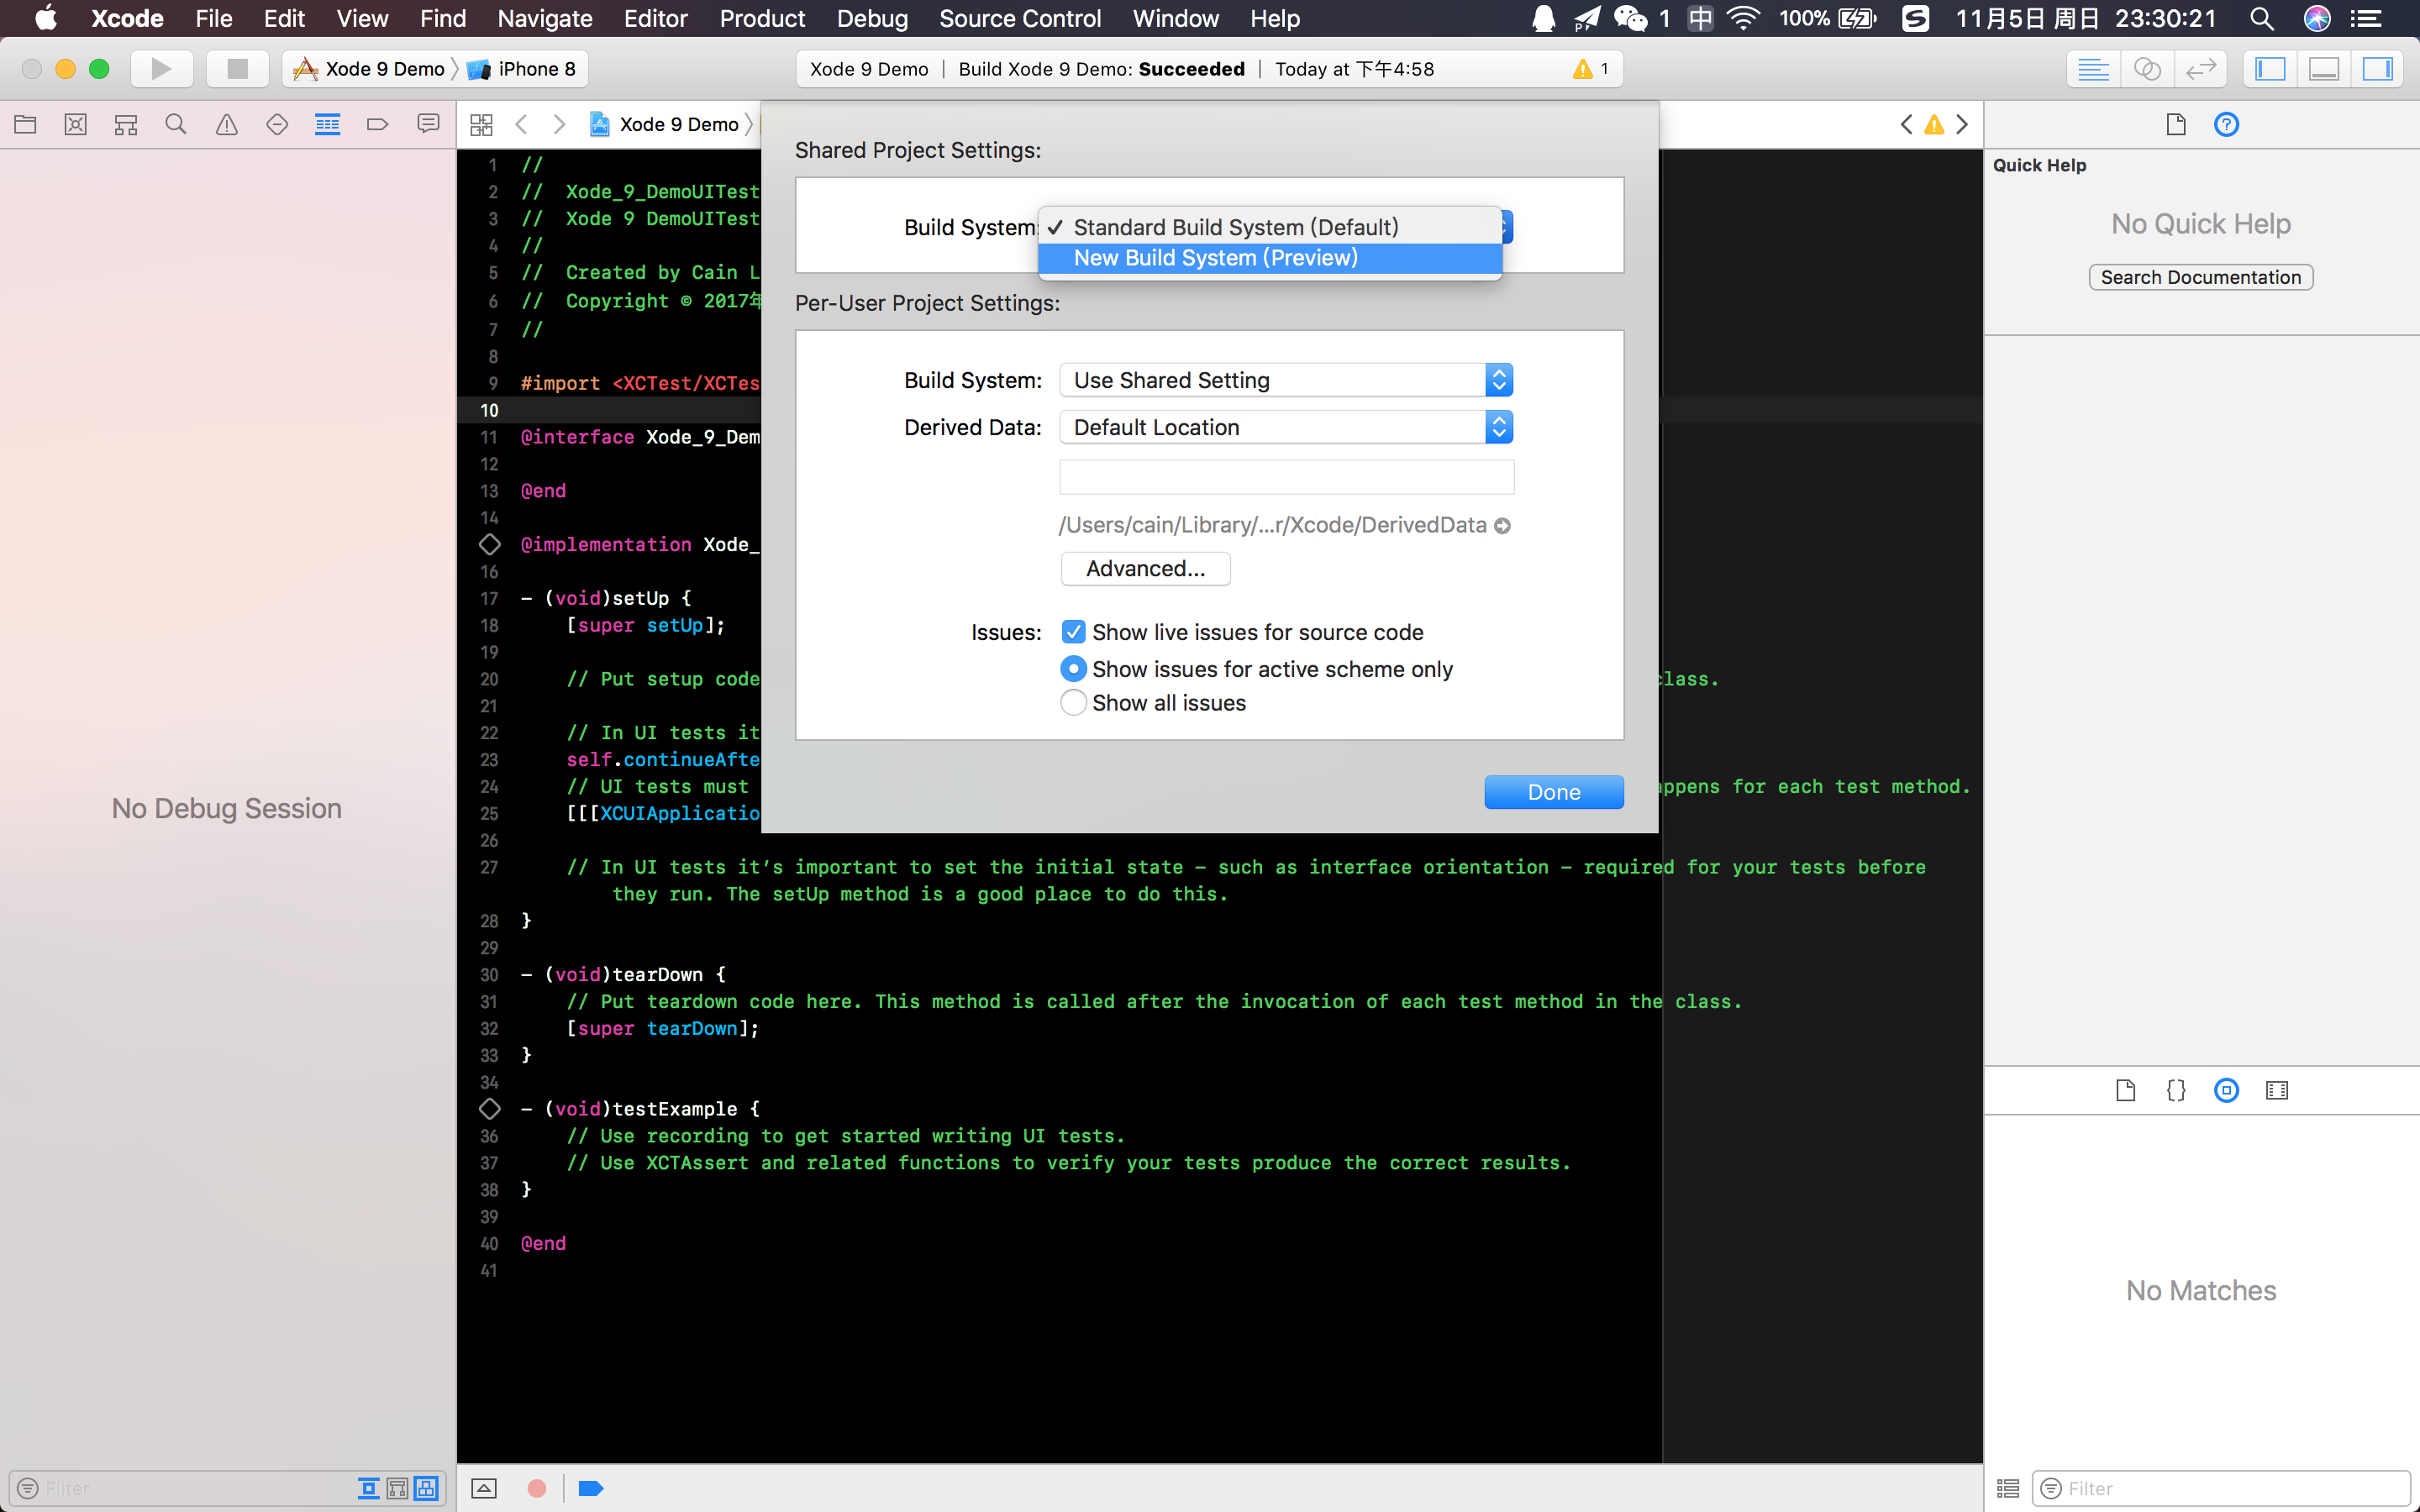 Xcode File Edit View Find Navigate Editor Product Debug Source Control Window Help 1 中 100% S 11月5日 周日 23:30:21
Xode 9 Demo iPhone 8
Xode 9 Demo | Build Xode 9 Demo: Succeeded | Today at 下午4:58 1
Xode 9 Demo
Quick Help
No Quick Help
Search Documentation
No Debug Session
Filter
Shared Project Settings:
Build System:
✓ Standard Build System (Default)
New Build System (Preview)
Per-User Project Settings:
Build System: Use Shared Setting
Derived Data: Default Location
/Users/cain/Library/...r/Xcode/DerivedData
Advanced...
Issues: Show live issues for source code
Show issues for active scheme only
Show all issues
Done
1 //
2 // Xode_9_DemoUITest
3 // Xode 9 DemoUITest
4 //
5 // Created by Cain L
6 // Copyright © 2017年
7 //
8
9 #import <XCTest/XCTes
10
11 @interface Xode_9_Dem
12
13 @end
14
@implementation Xode_
16
17 - (void)setUp {
18 [super setUp];
19
20 // Put setup code class.
21
22 // In UI tests it
23 self.continueAfte
24 // UI tests must appens for each test method.
25 [[[XCUIApplicatio
26
27 // In UI tests it’s important to set the initial state - such as interface orientation - required for your tests before
they run. The setUp method is a good place to do this.
28 }
29
30 - (void)tearDown {
31 // Put teardown code here. This method is called after the invocation of each test method in the class.
32 [super tearDown];
33 }
34
- (void)testExample {
36 // Use recording to get started writing UI tests.
37 // Use XCTAssert and related functions to verify your tests produce the correct results.
38 }
39
40 @end
41
{}
No Matches
Filter